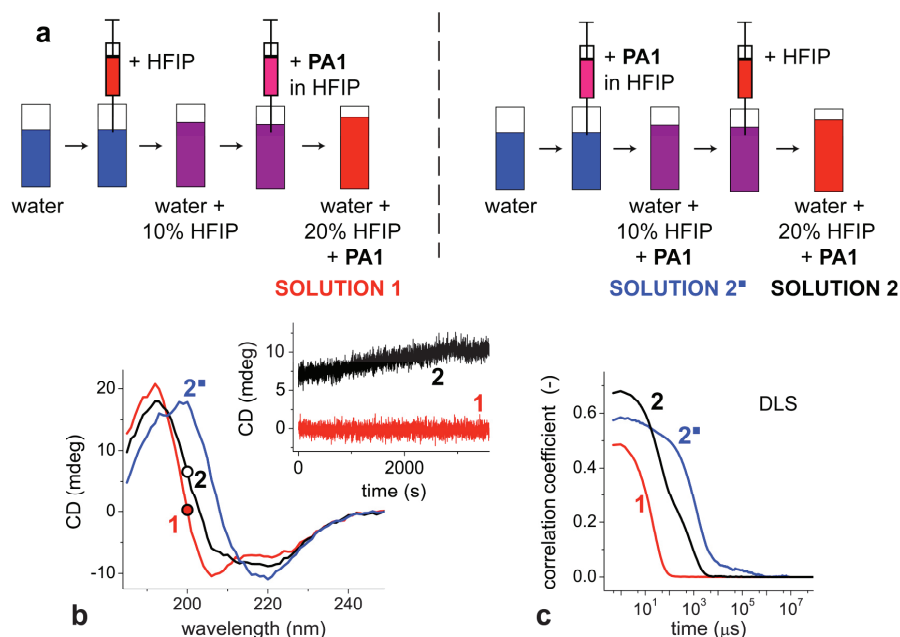 a
+ HFIP
+ PA1
in HFIP
water
water +
10% HFIP
water +
20% HFIP
+ PA1
SOLUTION 1
+ PA1
in HFIP
+ HFIP
water
water +
10% HFIP
+ PA1
water +
20% HFIP
+ PA1
SOLUTION 2▪
SOLUTION 2
20
10
0
-10
CD (mdeg)
200
220
240
wavelength (nm)
2▪
2
1
b
10
5
0
CD (mdeg)
0
2000
time (s)
2
1
0.6
0.4
0.2
0.0
correlation coefficient (-)
10¹
10³
10⁵
10⁷
time (μs)
2
2▪
1
DLS
c